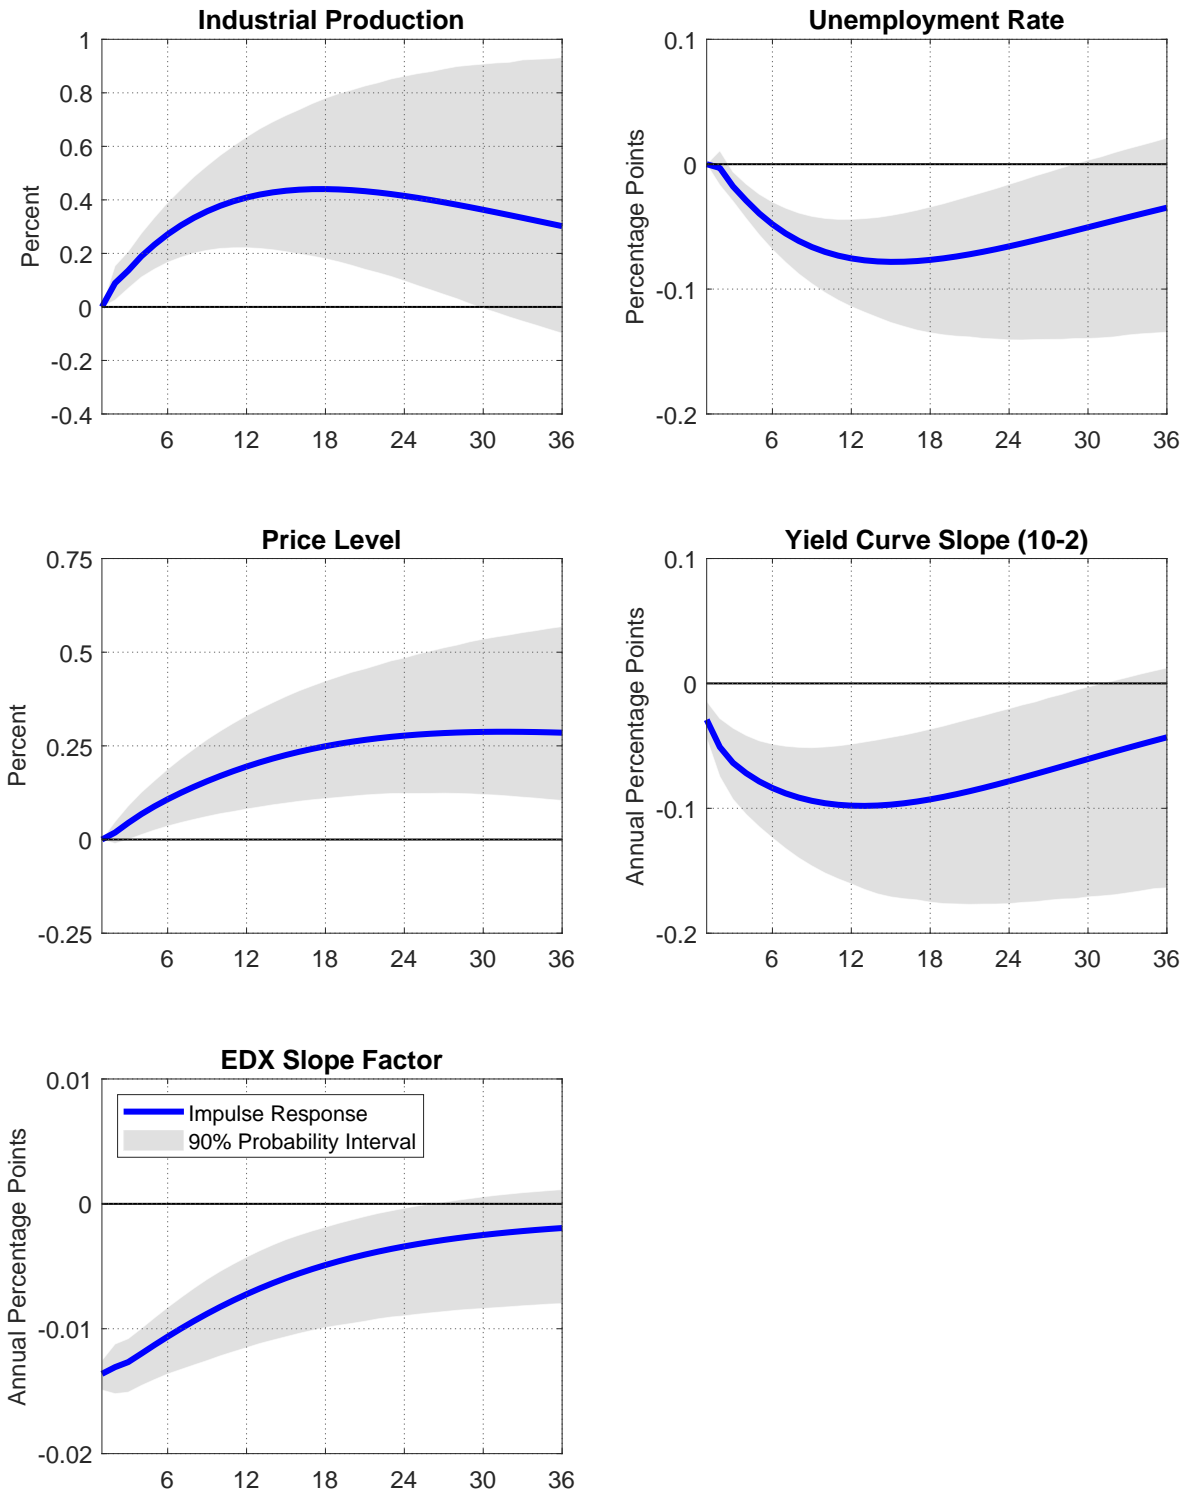 Industrial Production
Percent
1
0.8
0.6
0.4
0.2
0
-0.2
-0.4
6 12 18 24 30 36
Unemployment Rate
Percentage Points
0.1
0
-0.1
-0.2
6 12 18 24 30 36
Price Level
Percent
0.75
0.5
0.25
0
-0.25
6 12 18 24 30 36
Yield Curve Slope (10-2)
Annual Percentage Points
0.1
0
-0.1
-0.2
6 12 18 24 30 36
EDX Slope Factor
Annual Percentage Points
0.01
0
-0.01
-0.02
Impulse Response
90% Probability Interval
6 12 18 24 30 36